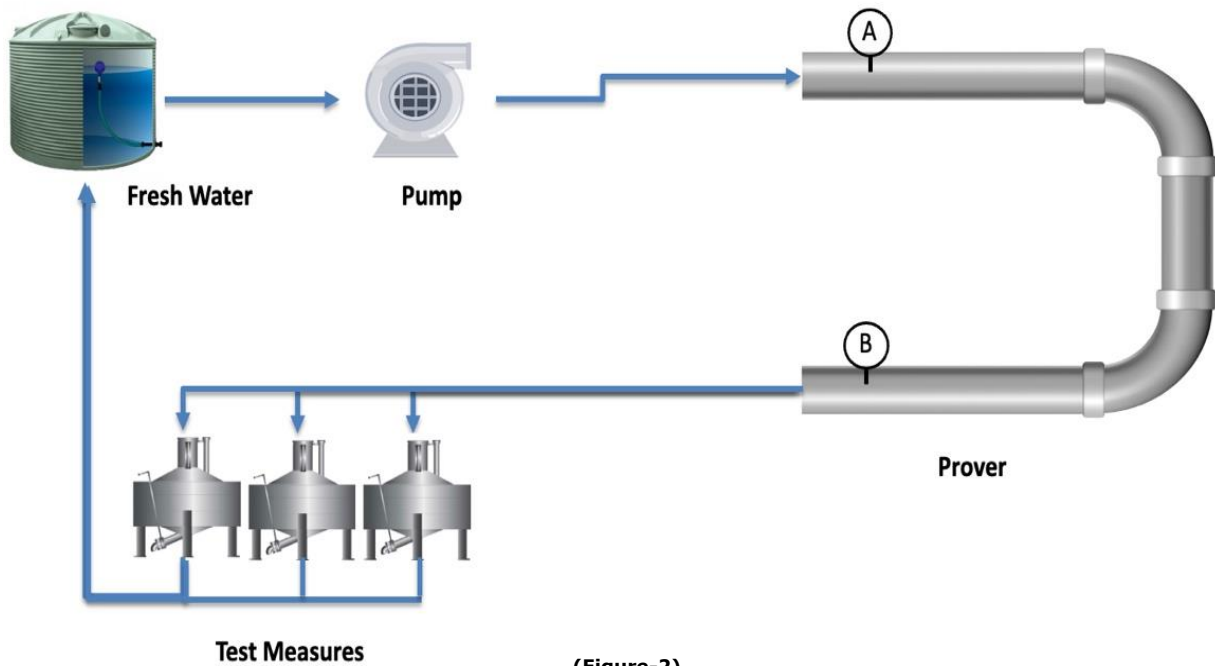 A
Fresh Water
Pump
B
Prover
Test Measures
(Figure-2)